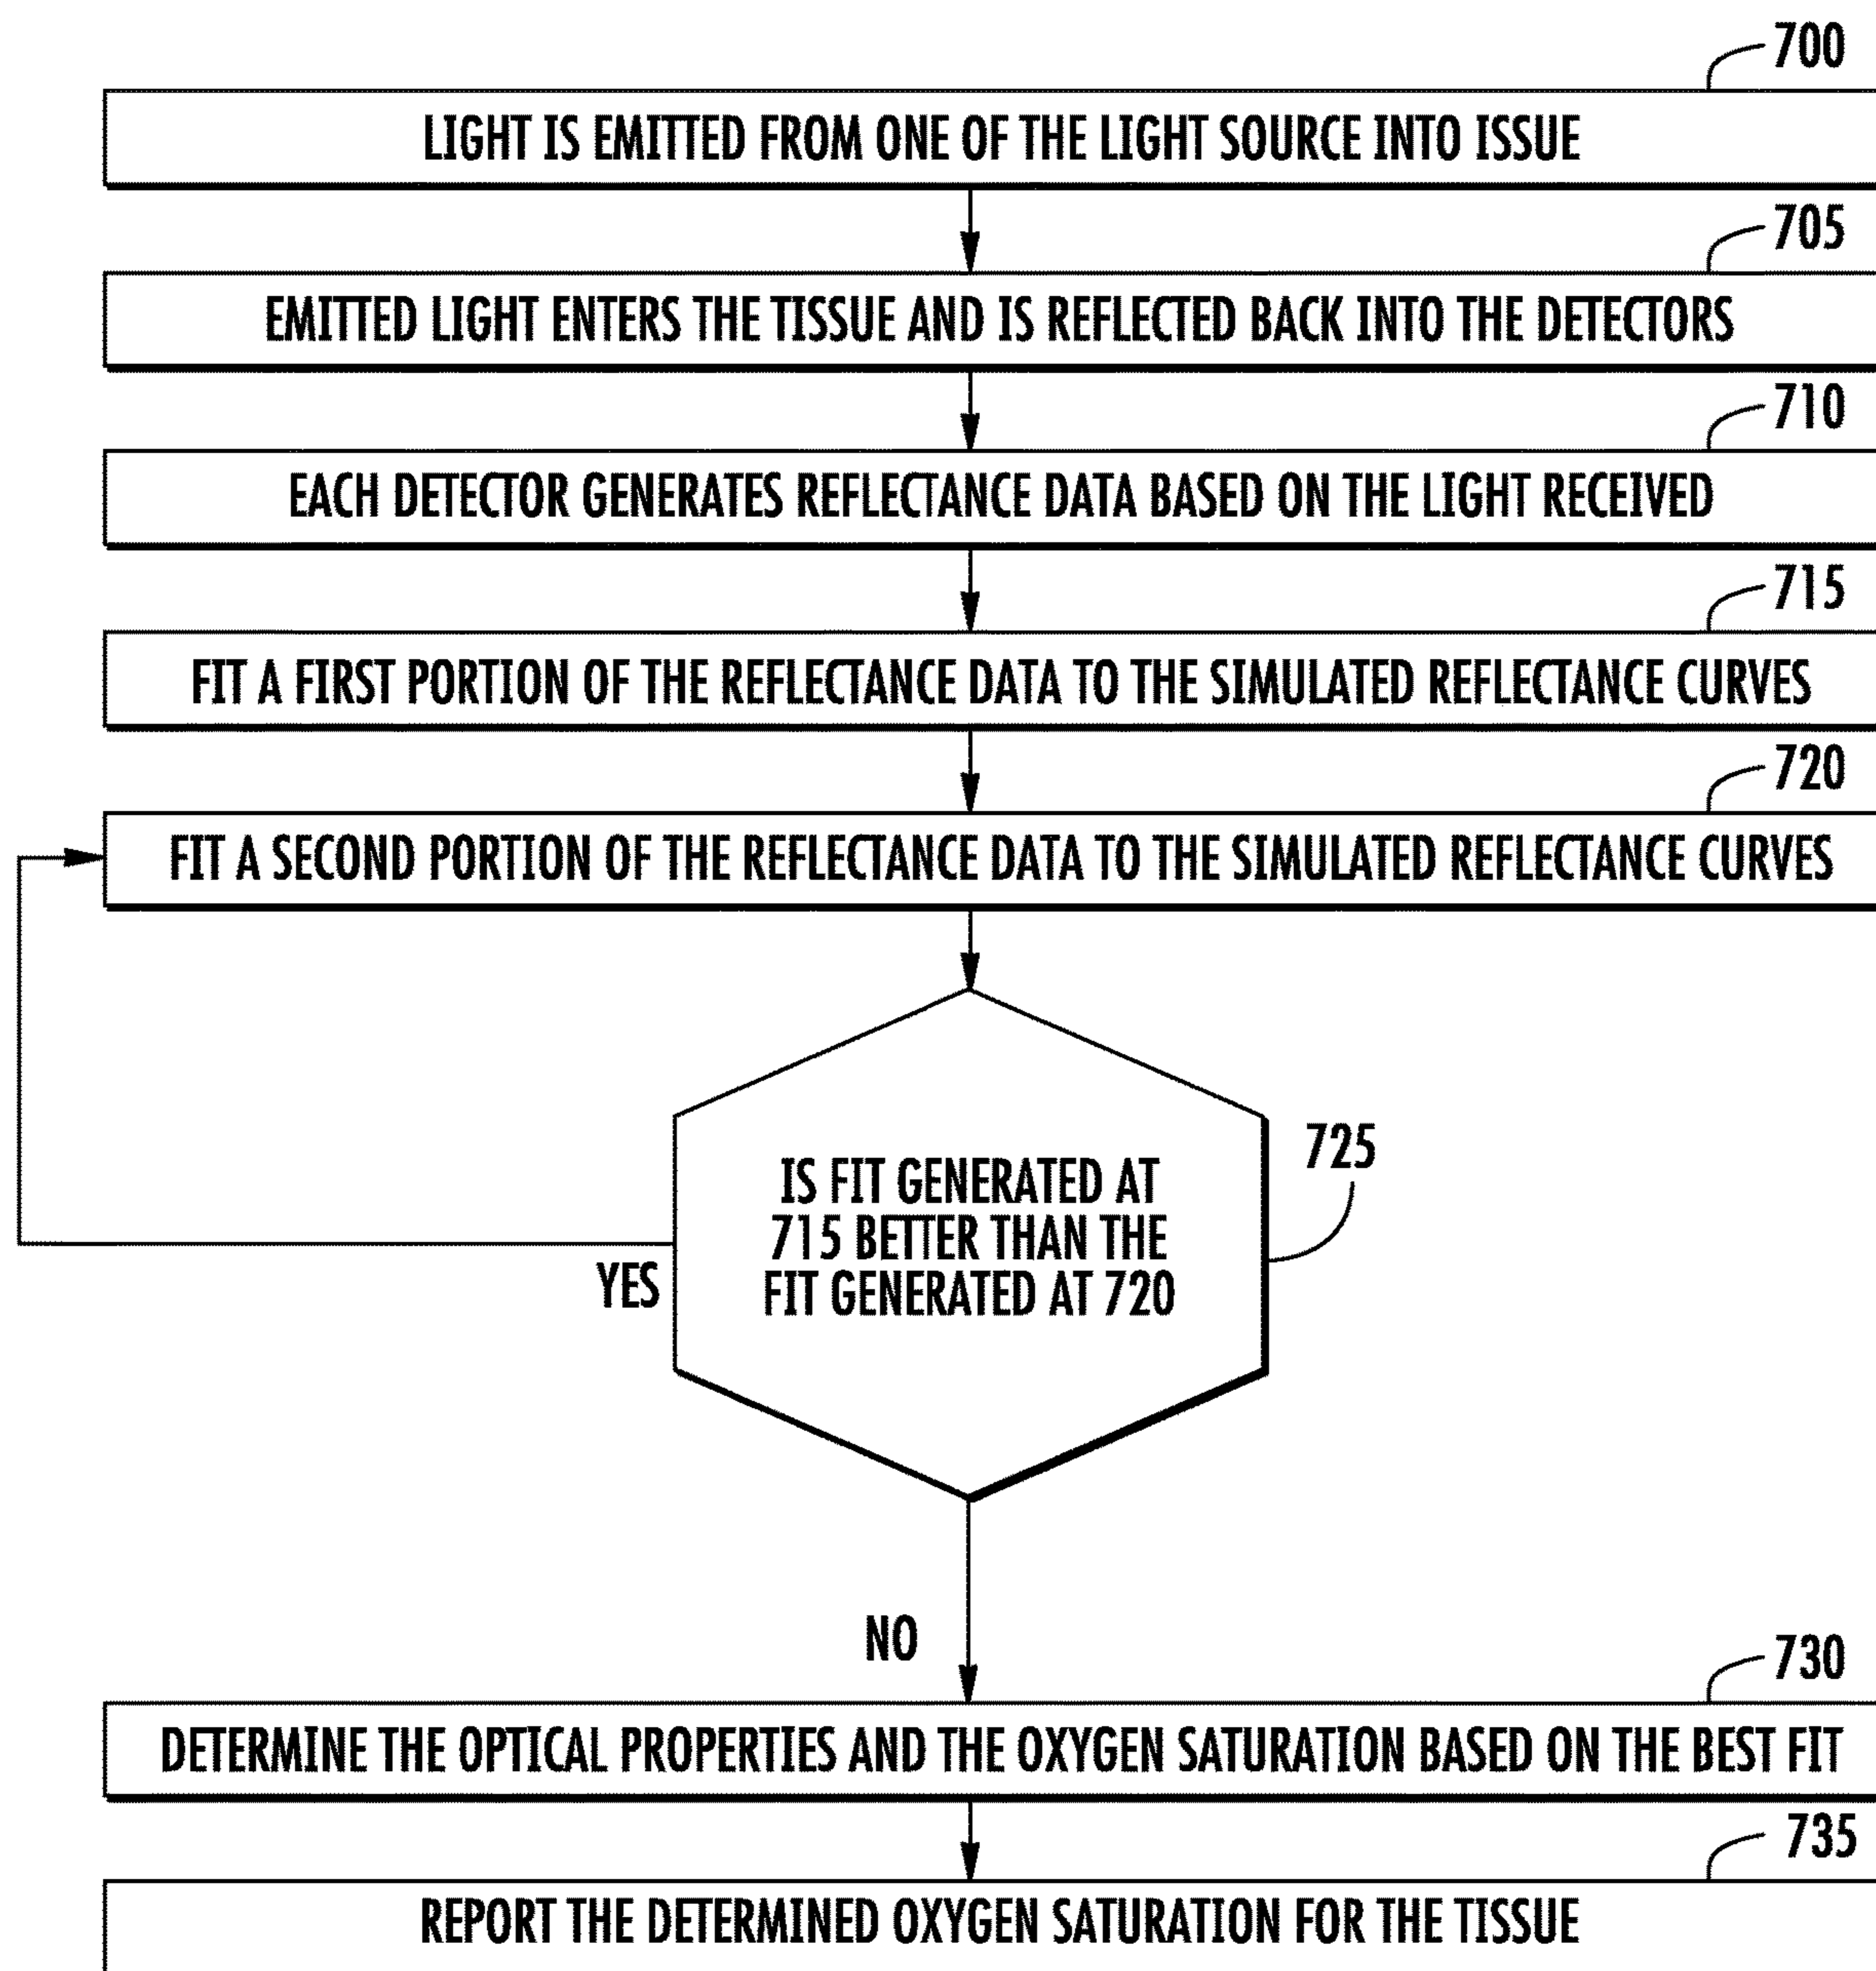 700
LIGHT IS EMITTED FROM ONE OF THE LIGHT SOURCE INTO ISSUE
705
EMITTED LIGHT ENTERS THE TISSUE AND IS REFLECTED BACK INTO THE DETECTORS
710
EACH DETECTOR GENERATES REFLECTANCE DATA BASED ON THE LIGHT RECEIVED
715
FIT A FIRST PORTION OF THE REFLECTANCE DATA TO THE SIMULATED REFLECTANCE CURVES
720
FIT A SECOND PORTION OF THE REFLECTANCE DATA TO THE SIMULATED REFLECTANCE CURVES
725
IS FIT GENERATED AT
715 BETTER THAN THE
FIT GENERATED AT 720
YES
NO
730
DETERMINE THE OPTICAL PROPERTIES AND THE OXYGEN SATURATION BASED ON THE BEST FIT
735
REPORT THE DETERMINED OXYGEN SATURATION FOR THE TISSUE